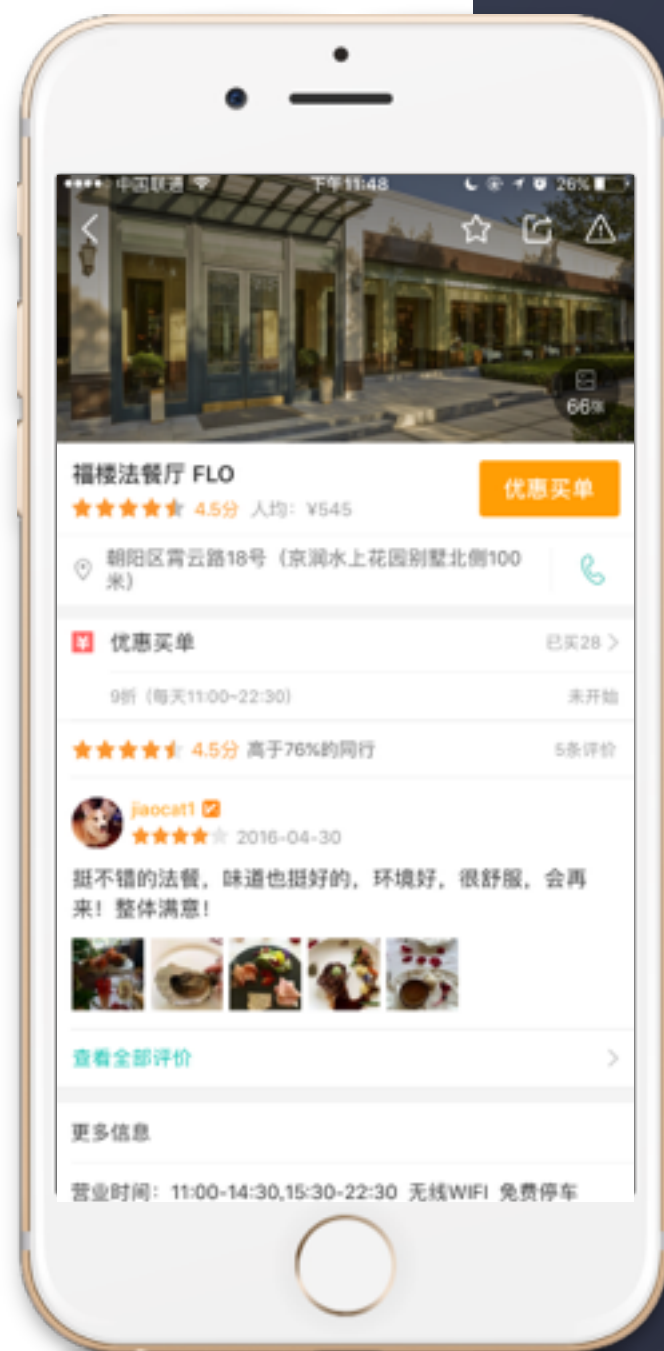 中国联通 下午11:48 26%
66张
福楼法餐厅 FLO
优惠买单
4.5分 人均：¥545
朝阳区霄云路18号（京润水上花园别墅北侧100
米）
¥ 优惠买单 已买28
9折（每天11:00~22:30） 未开始
4.5分 高于76%的同行 5条评价
jiaocat1
2016-04-30
挺不错的法餐，味道也挺好的，环境好，很舒服，会再
来！整体满意！
查看全部评价
更多信息
营业时间：11:00-14:30,15:30-22:30 无线WIFI 免费停车